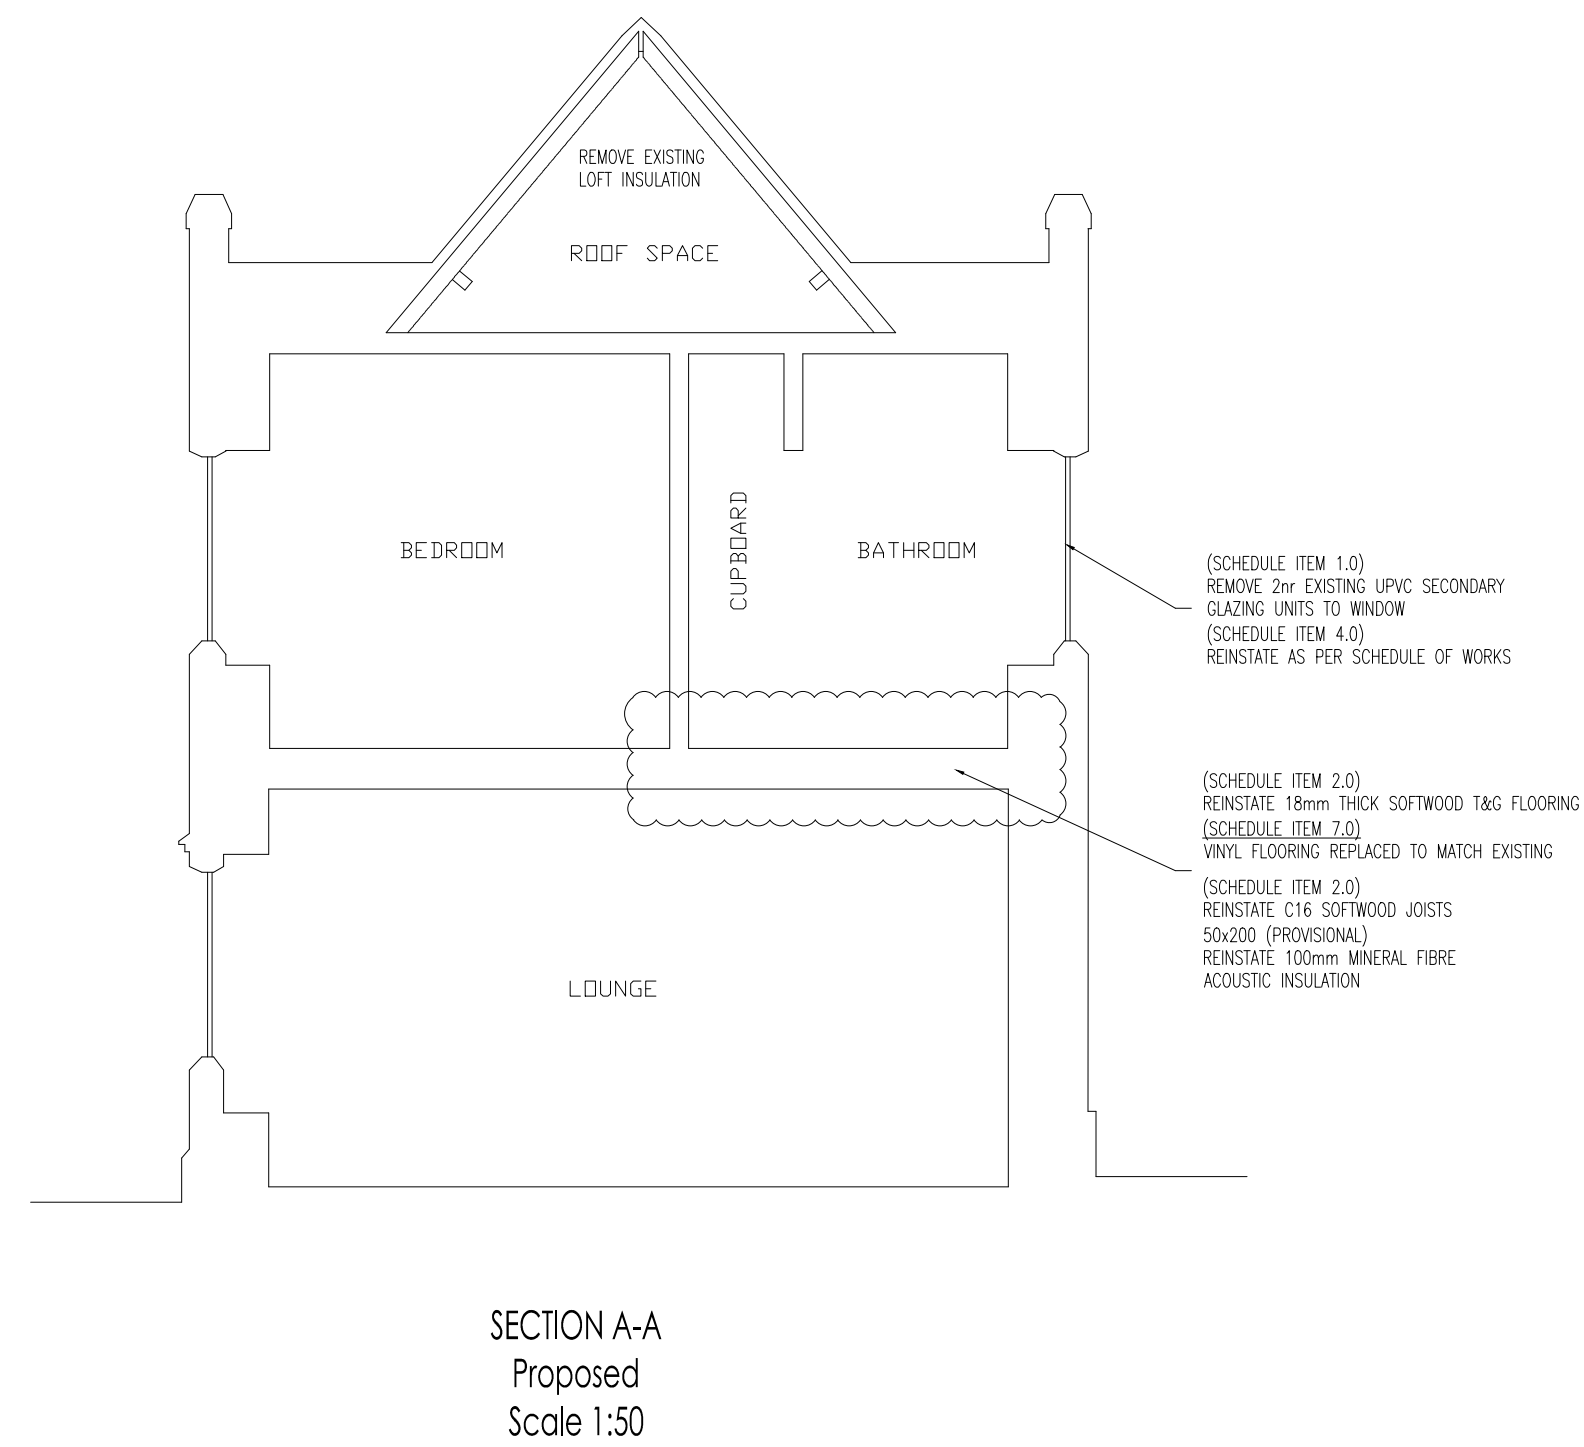 REMOVE EXISTING
LOFT INSULATION
ROOF SPACE
BEDROOM
CUPBOARD
BATHROOM
(SCHEDULE ITEM 1.0)
REMOVE 2nr EXISTING UPVC SECONDARY
GLAZING UNITS TO WINDOW
(SCHEDULE ITEM 4.0)
REINSTATE AS PER SCHEDULE OF WORKS
(SCHEDULE ITEM 2.0)
REINSTATE 18mm THICK SOFTWOOD T&G FLOORING
(SCHEDULE ITEM 7.0)
VINYL FLOORING REPLACED TO MATCH EXISTING
(SCHEDULE ITEM 2.0)
REINSTATE C16 SOFTWOOD JOISTS
50x200 (PROVISIONAL)
REINSTATE 100mm MINERAL FIBRE
ACOUSTIC INSULATION
LOUNGE
SECTION A-A
Proposed
Scale 1:50